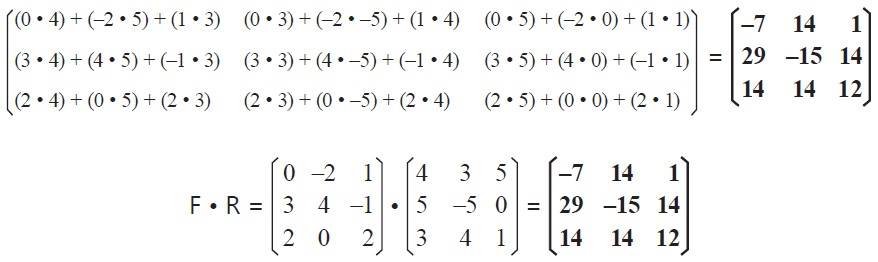 (0 • 4) + (–2 • 5) + (1 • 3) (0 • 3) + (–2 • –5) + (1 • 4) (0 • 5) + (–2 • 0) + (1 • 1) –7 14 1
(3 • 4) + (4 • 5) + (–1 • 3) (3 • 3) + (4 • –5) + (–1 • 4) (3 • 5) + (4 • 0) + (–1 • 1) = 29 –15 14
(2 • 4) + (0 • 5) + (2 • 3) (2 • 3) + (0 • –5) + (2 • 4) (2 • 5) + (0 • 0) + (2 • 1) 14 14 12
0 –2 1 4 3 5 –7 14 1
F • R = 3 4 –1 • 5 –5 0 = 29 –15 14
2 0 2 3 4 1 14 14 12